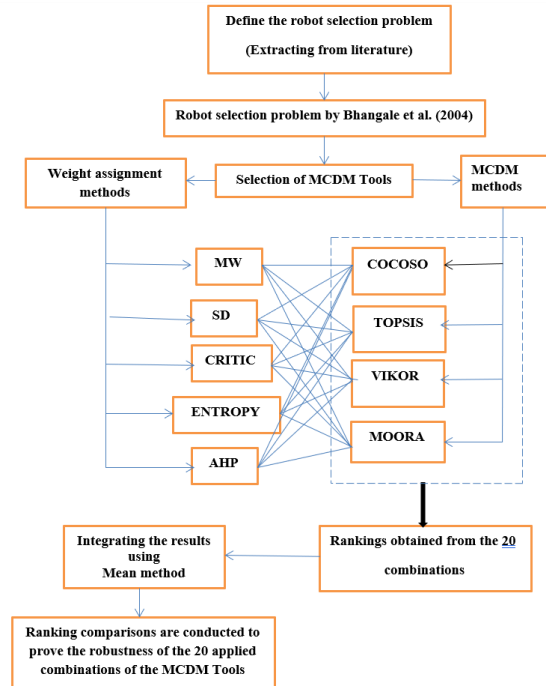 Define the robot selection problem
(Extracting from literature)
Robot selection problem by Bhangale et al. (2004)
Weight assignment
methods
Selection of MCDM Tools
MCDM
methods
MW
SD
CRITIC
ENTROPY
AHP
COCOSO
TOPSIS
VIKOR
MOORA
Rankings obtained from the 20
combinations
Integrating the results
using
Mean method
Ranking comparisons are conducted to
prove the robustness of the 20 applied
combinations of the MCDM Tools